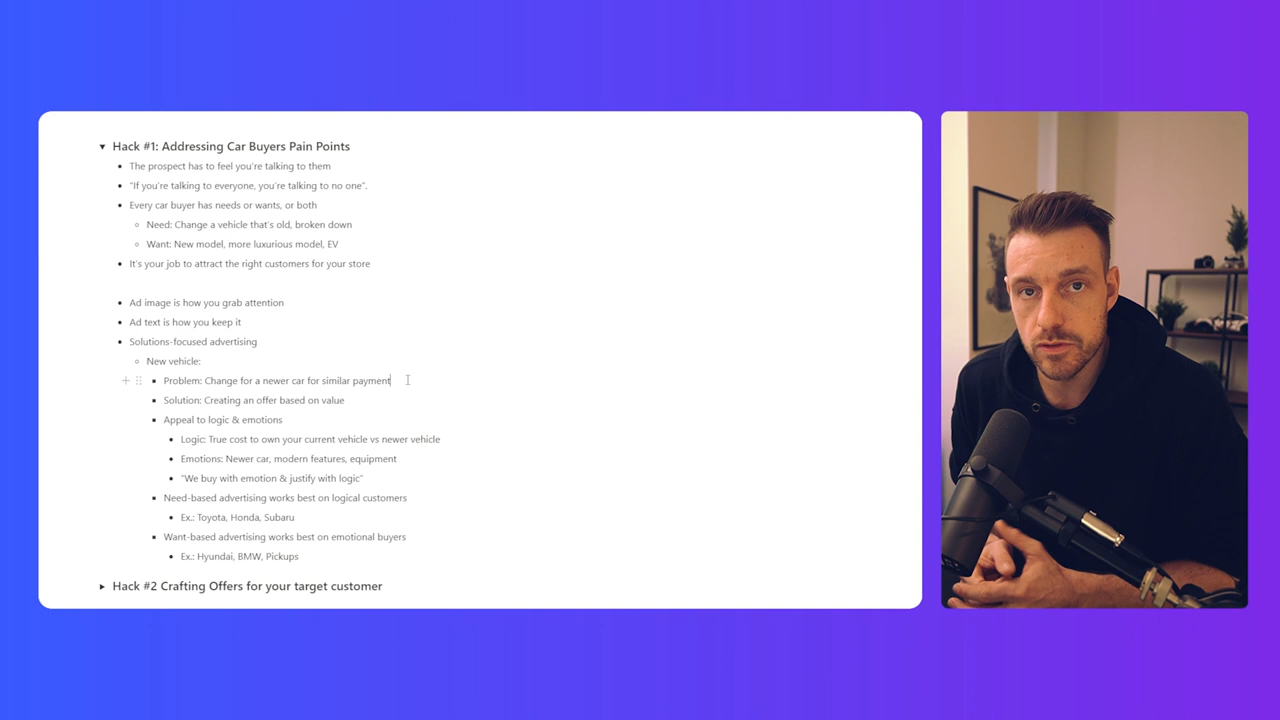 Hack #1: Addressing Car Buyers Pain Points
The prospect has to feel you're talking to them
"If you're talking to everyone, you're talking to no one".
Every car buyer has needs or wants, or both
Need: Change a vehicle that's old, broken down
Want: New model, more luxurious model, EV
It's your job to attract the right customers for your store
Ad image is how you grab attention
Ad text is how you keep it
Solutions-focused advertising
New vehicle:
Problem: Change for a newer car for similar payment
Solution: Creating an offer based on value
Appeal to logic & emotions
Logic: True cost to own your current vehicle vs newer vehicle
Emotions: Newer car, modern features, equipment
"We buy with emotion & justify with logic"
Need-based advertising works best on logical customers
Ex.: Toyota, Honda, Subaru
Want-based advertising works best on emotional buyers
Ex.: Hyundai, BMW, Pickups
Hack #2 Crafting Offers for your target customer